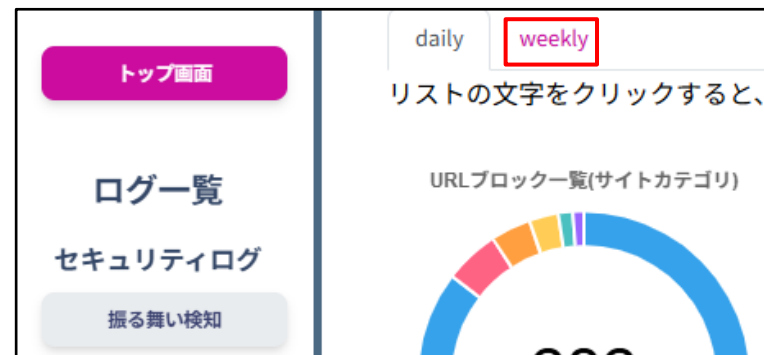 トップ画面
ログ一覧
セキュリティログ
振る舞い検知
daily
weekly
リストの文字をクリックすると、
URLブロック一覧(サイトカテゴリ)